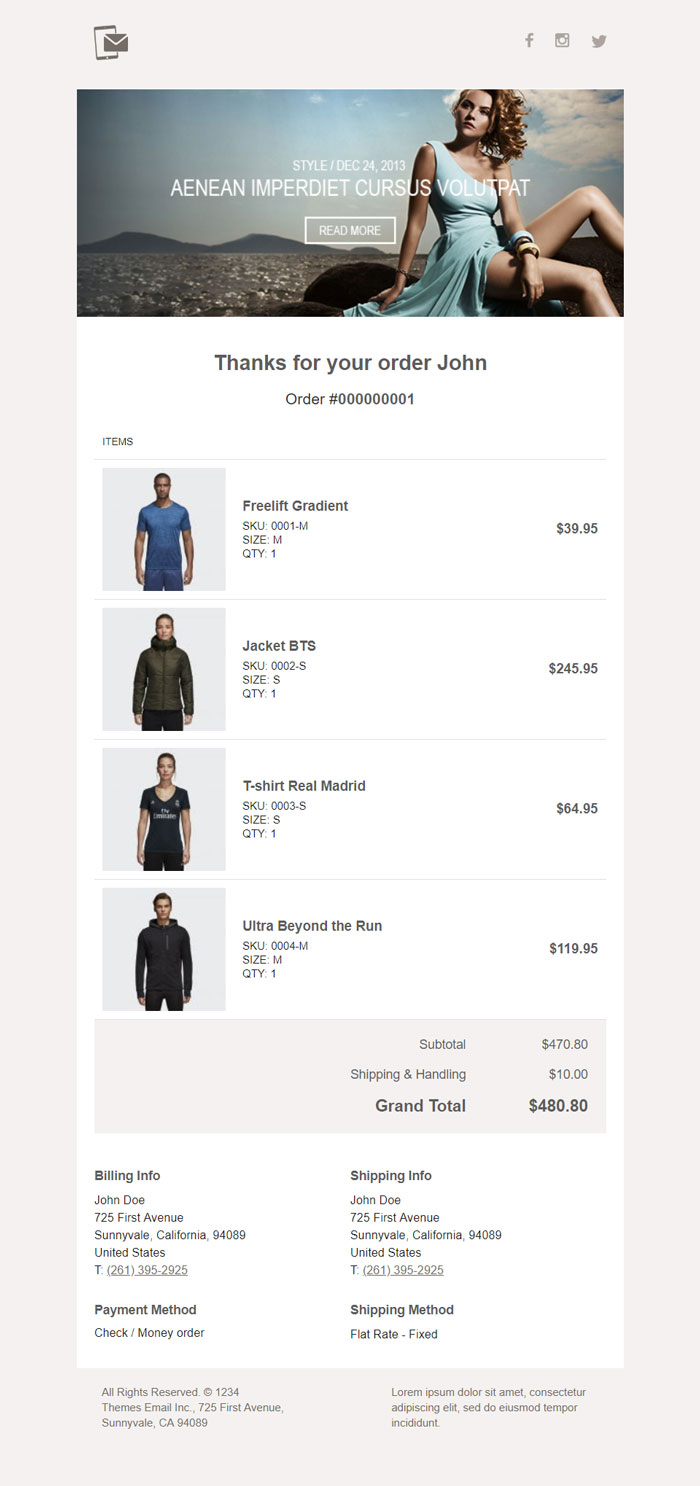 STYLE / DEC 24, 2013
AENEAN IMPERDIET CURSUS VOLUTPAT
READ MORE
Thanks for your order John
Order #000000001
ITEMS
Freelift Gradient
SKU: 0001-M
SIZE: M
QTY: 1
$39.95
Jacket BTS
SKU: 0002-S
SIZE: S
QTY: 1
$245.95
T-shirt Real Madrid
SKU: 0003-S
SIZE: S
QTY: 1
$64.95
Fly
Emirates
Ultra Beyond the Run
SKU: 0004-M
SIZE: M
QTY: 1
$119.95
Subtotal $470.80
Shipping & Handling $10.00
Grand Total $480.80
Billing Info
John Doe
725 First Avenue
Sunnyvale, California, 94089
United States
T: (261) 395-2925
Shipping Info
John Doe
725 First Avenue
Sunnyvale, California, 94089
United States
T: (261) 395-2925
Payment Method
Check / Money order
Shipping Method
Flat Rate - Fixed
All Rights Reserved. © 1234
Themes Email Inc., 725 First Avenue,
Sunnyvale, CA 94089
Lorem ipsum dolor sit amet, consectetur
adipiscing elit, sed do eiusmod tempor
incididunt.